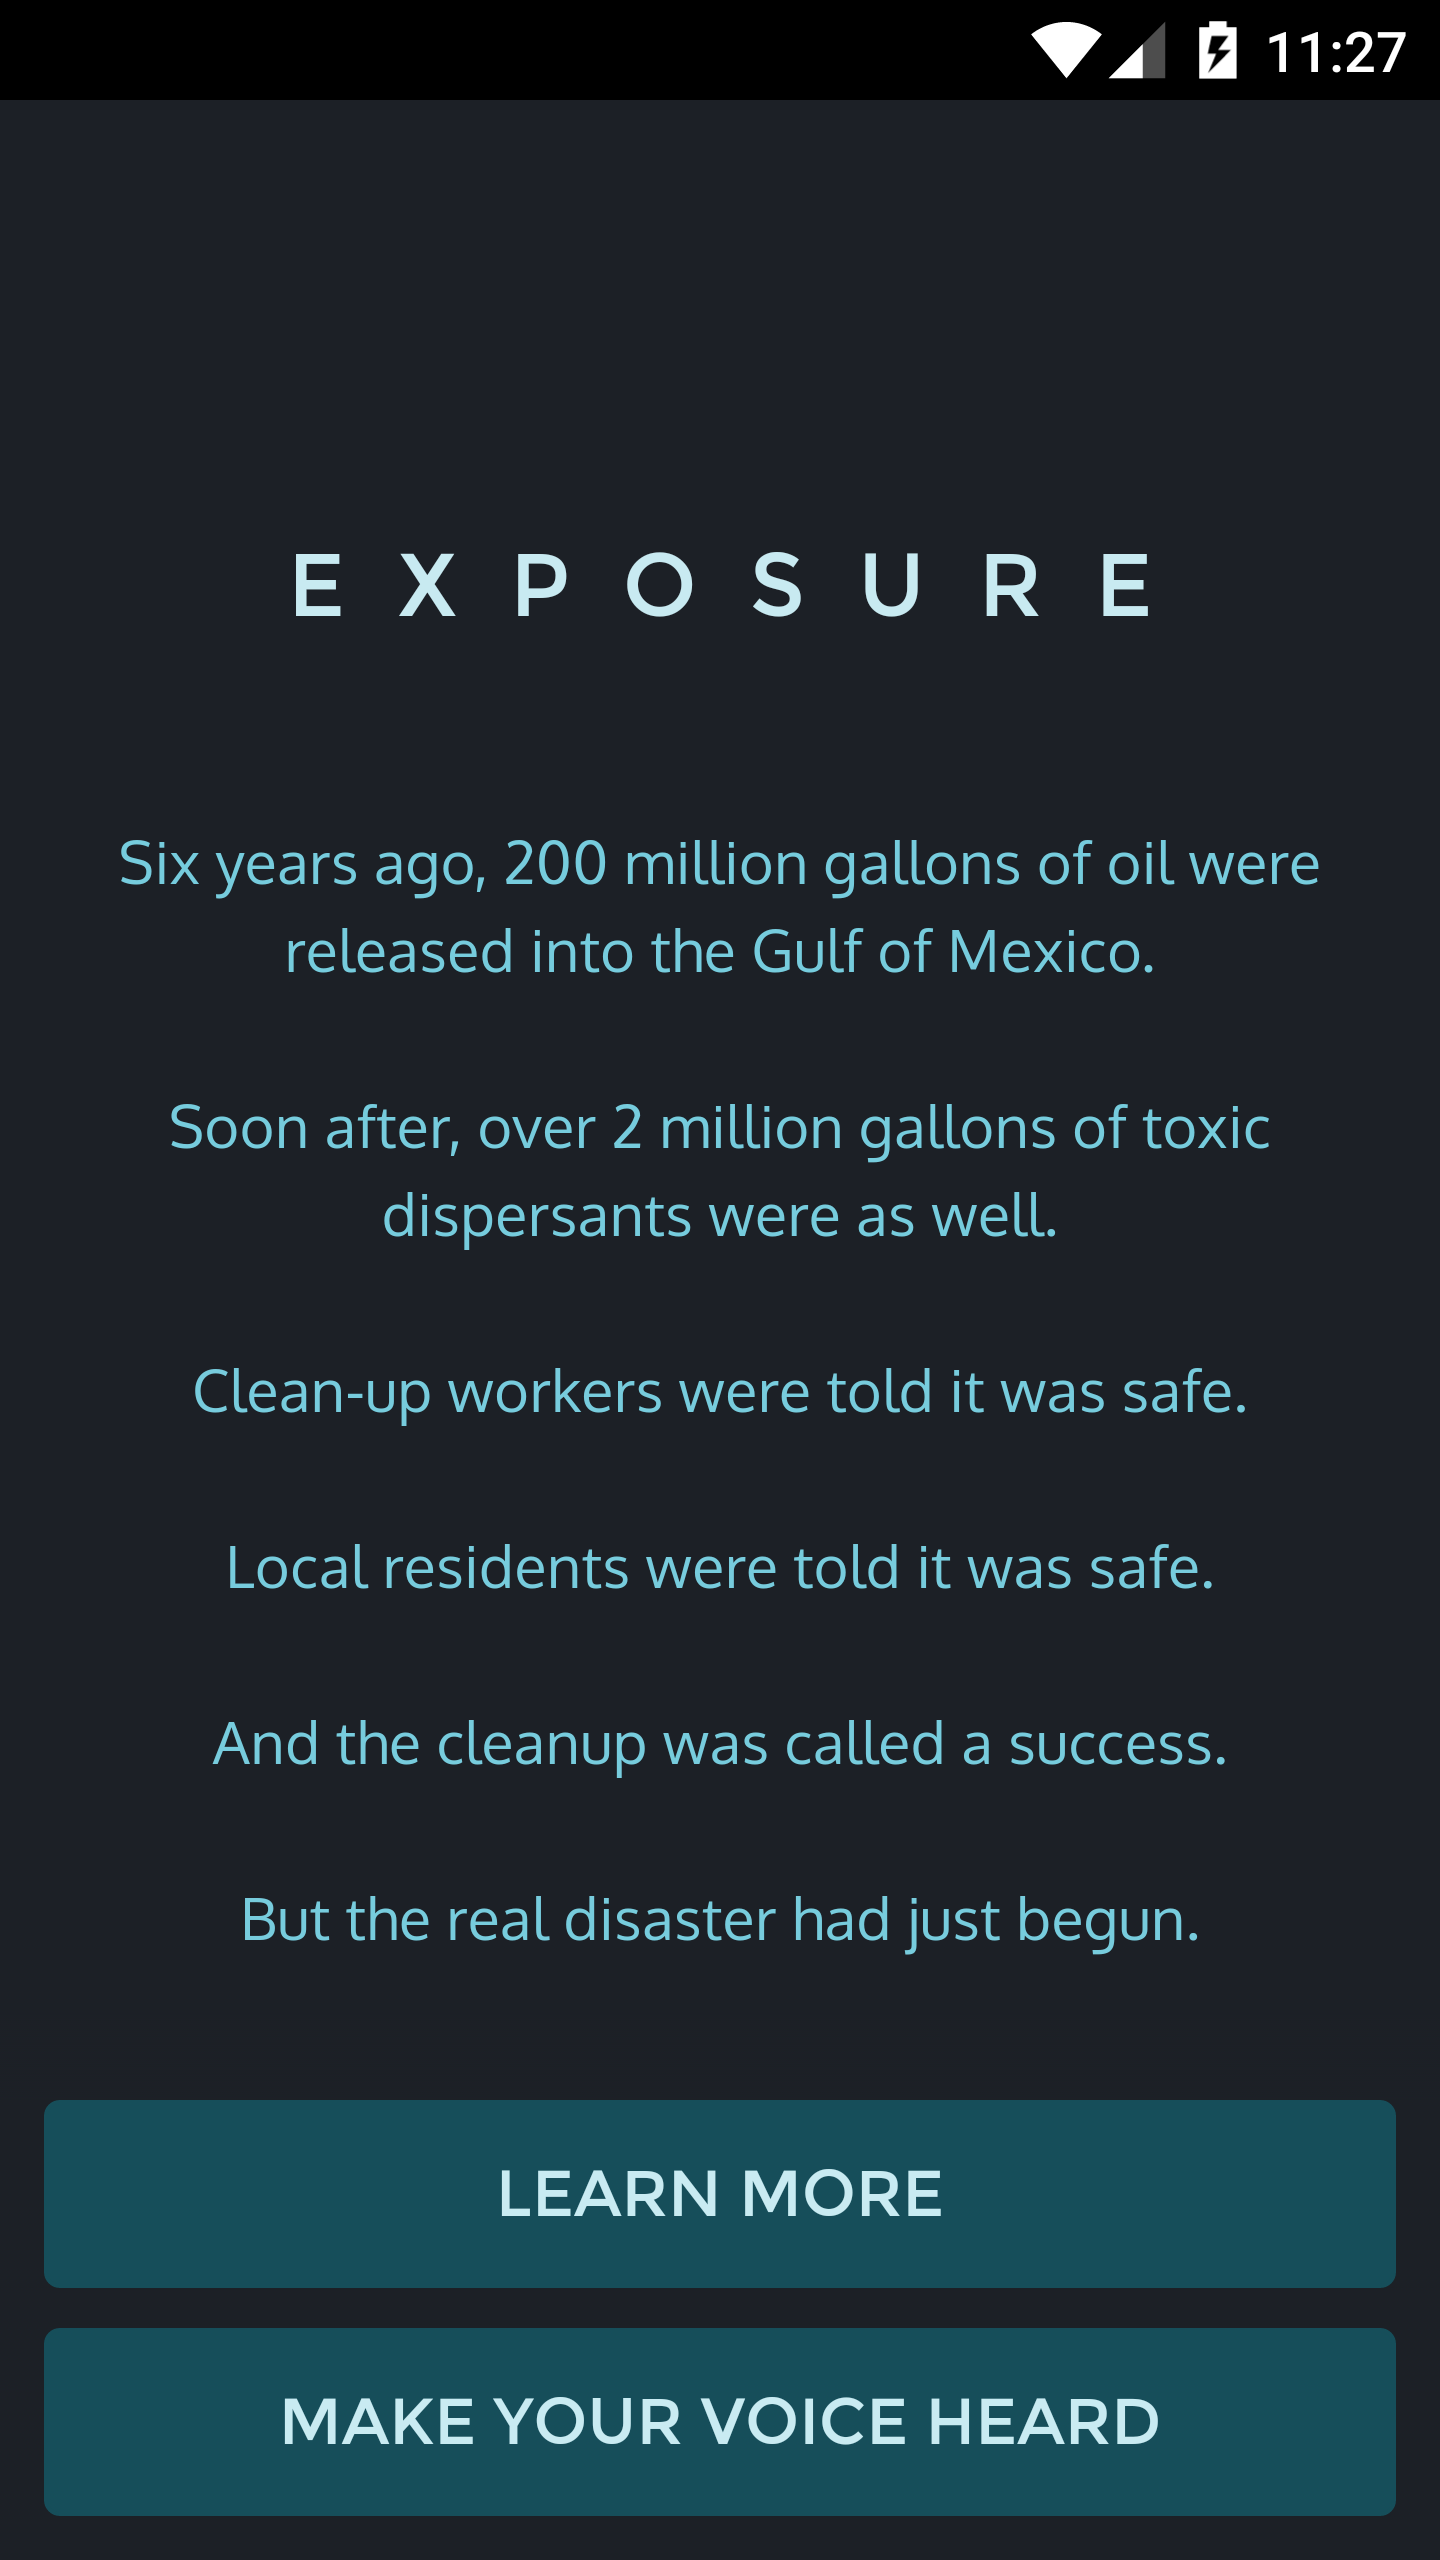 11:27
EXPOSURE
Six years ago, 200 million gallons of oil were
released into the Gulf of Mexico.
Soon after, over 2 million gallons of toxic
dispersants were as well.
Clean-up workers were told it was safe.
Local residents were told it was safe.
And the cleanup was called a success.
But the real disaster had just begun.
LEARN MORE
MAKE YOUR VOICE HEARD